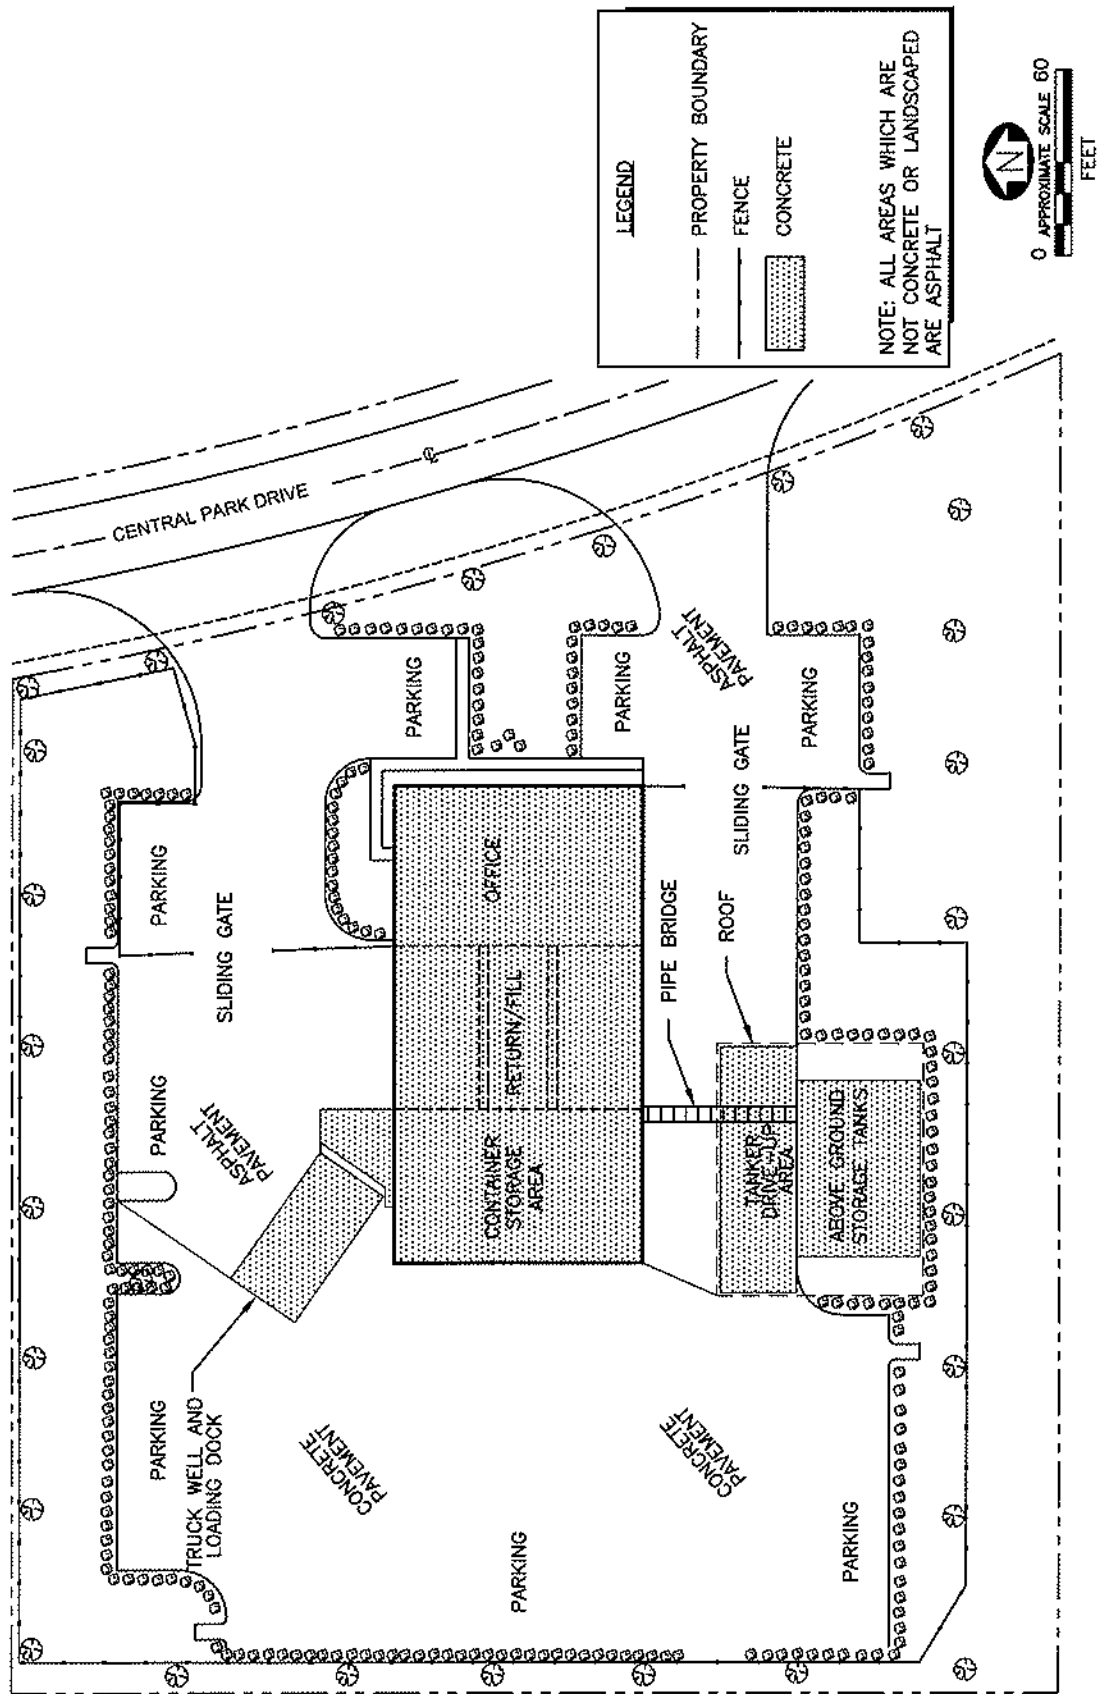 CENTRAL PARK DRIVE
℄
PARKING
SLIDING GATE
PARKING
ASPHALT
PAVEMENT
PARKING
TRUCK WELL AND
LOADING DOCK
CONCRETE
PAVEMENT
PARKING
CONCRETE
PAVEMENT
PARKING
CONTAINER
STORAGE
AREA
RETURN/FILL
OFFICE
PARKING
PARKING
ASPHALT
PAVEMENT
PARKING
SLIDING GATE
PIPE BRIDGE
ROOF
TANKER
DRIVE-UP
AREA
ABOVE GROUND
STORAGE TANKS
LEGEND
PROPERTY BOUNDARY
FENCE
CONCRETE
NOTE: ALL AREAS WHICH ARE
NOT CONCRETE OR LANDSCAPED
ARE ASPHALT
N
0 APPROXIMATE SCALE 60
FEET